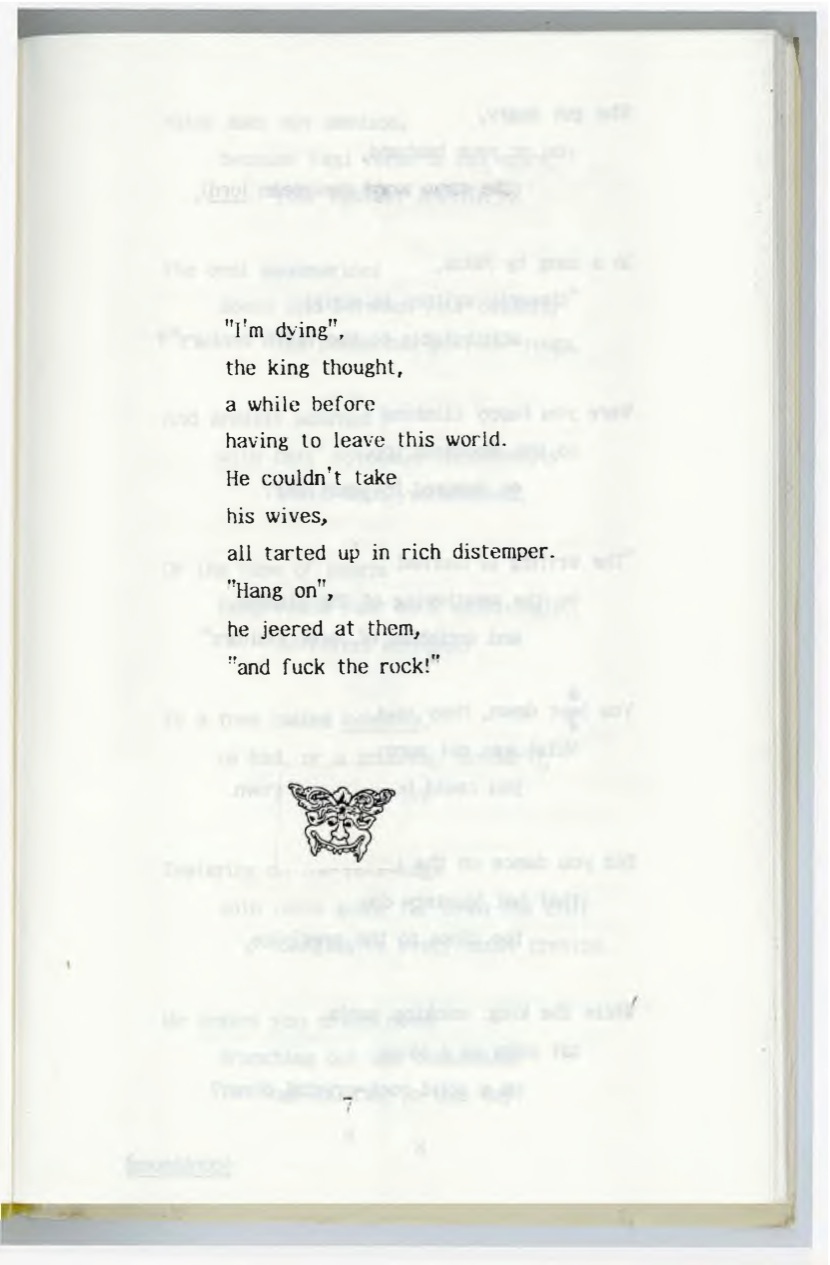 "I'm dying",
the king thought,
a while before
having to leave this world.
He couldn't take
his wives,
all tarted up in rich distemper.
"Hang on",
he jeered at them,
"and fuck the rock!"
7